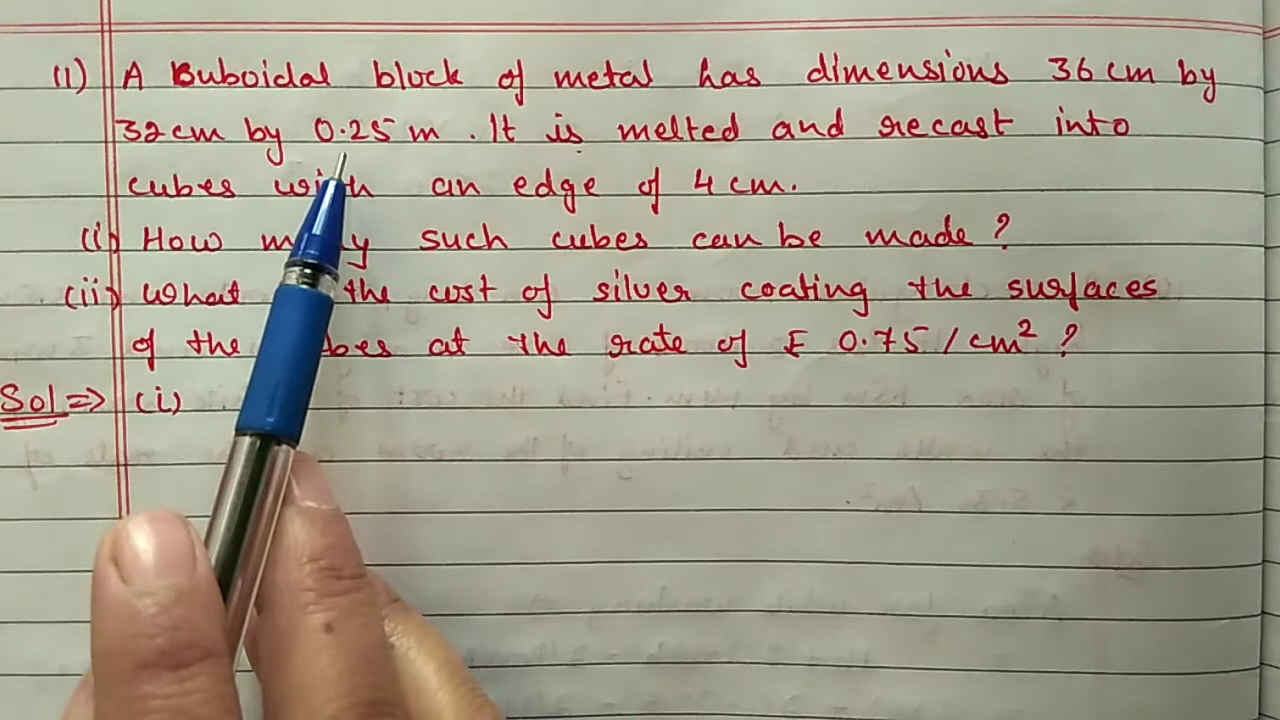 (11) A Cuboidal block of metal has dimensions 36 cm by
32 cm by 0.25 m. It is melted and recast into
cubes with an edge of 4 cm.
(i) How many such cubes can be made?
(ii) What the cost of silver coating the surfaces
of the at the rate of ₹ 0.75 / cm² ?
Sol => (i)